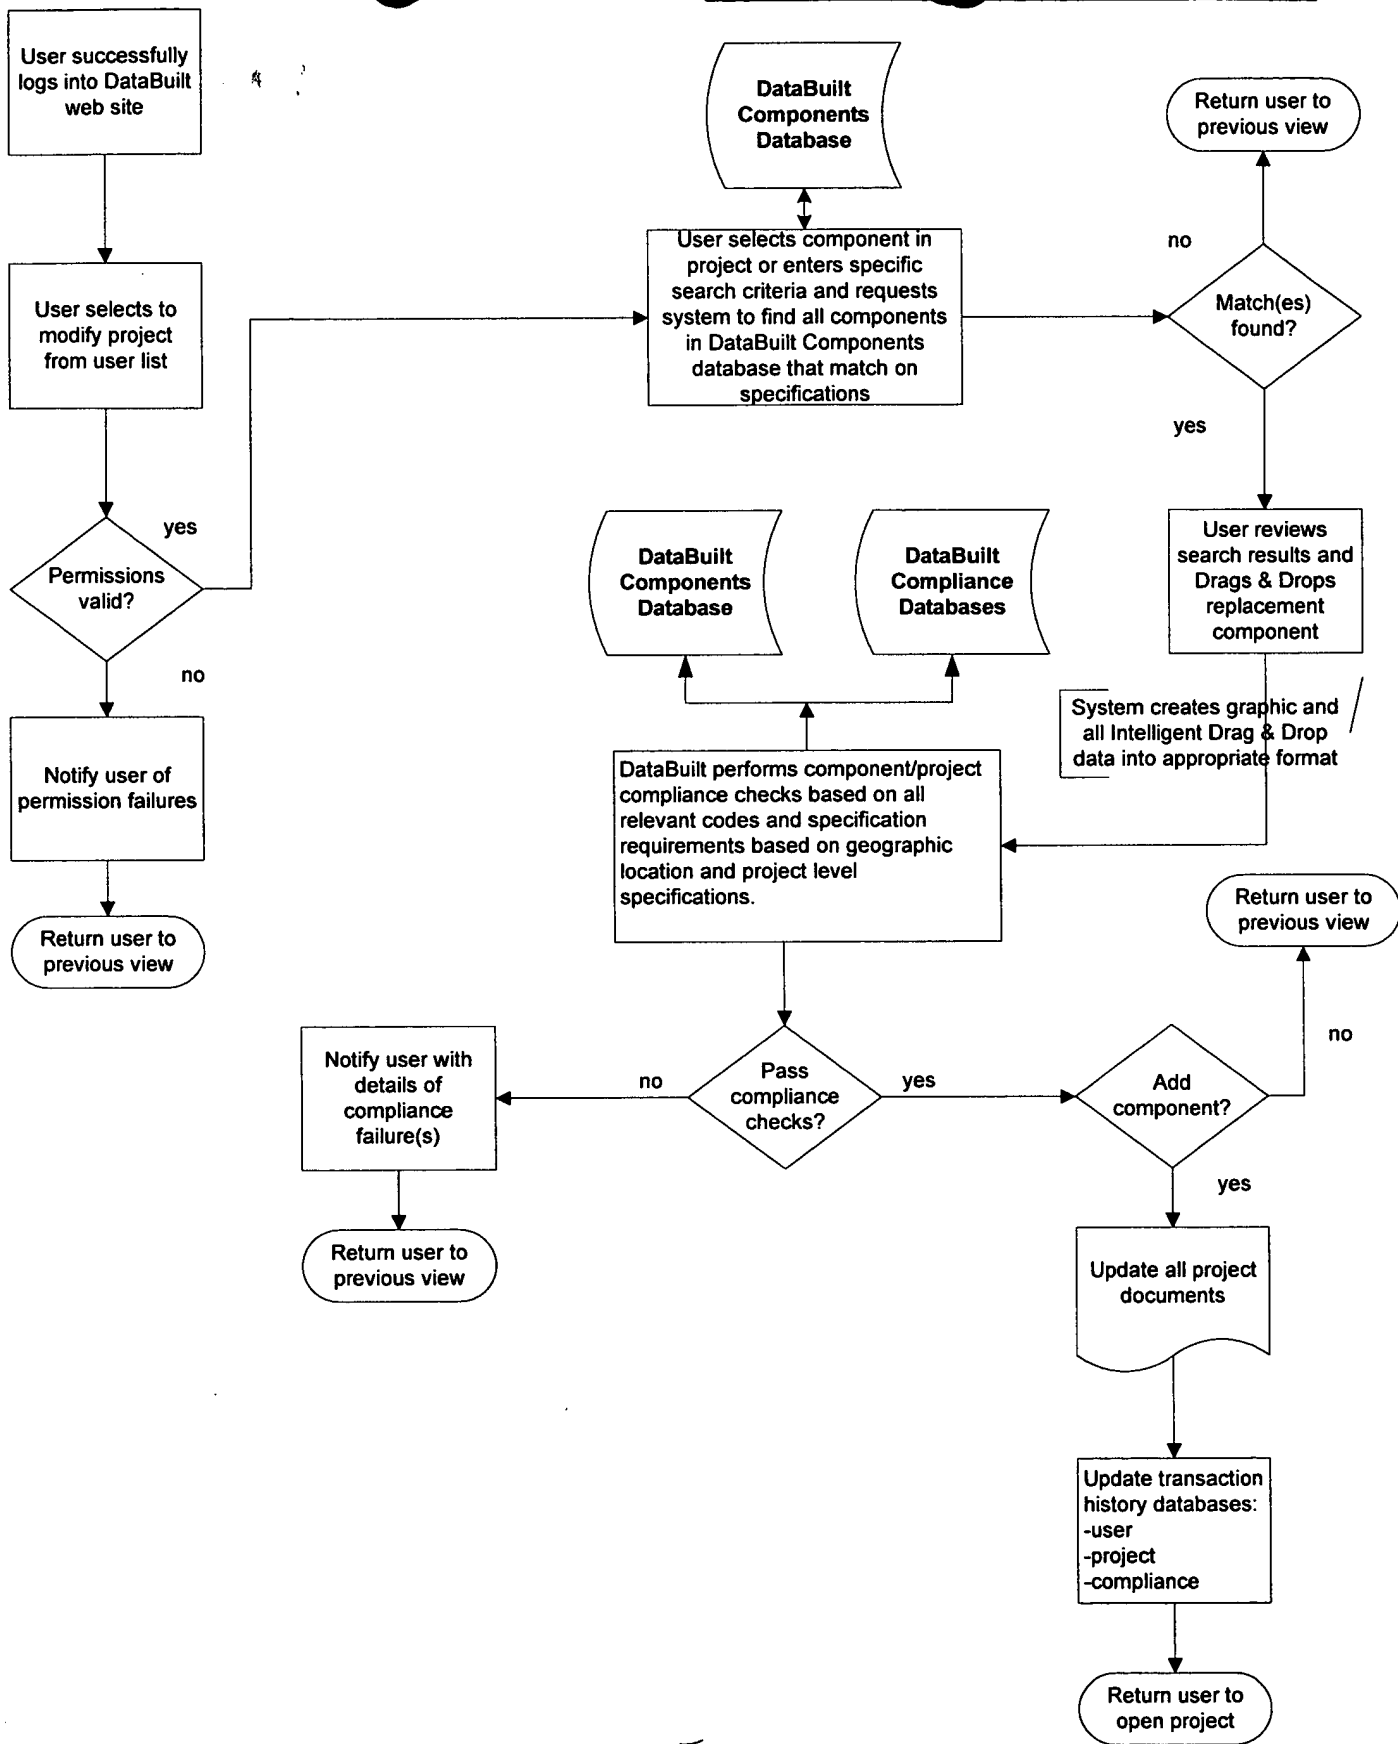 User successfully
logs into DataBuilt
web site
User selects to
modify project
from user list
Permissions
valid?
yes
no
Notify user of
permission failures
Return user to
previous view
DataBuilt
Components
Database
User selects component in
project or enters specific
search criteria and requests
system to find all components
in DataBuilt Components
database that match on
specifications
Match(es)
found?
no
Return user to
previous view
yes
User reviews
search results and
Drags & Drops
replacement
component
System creates graphic and
all Intelligent Drag & Drop
data into appropriate format
DataBuilt
Components
Database
DataBuilt
Compliance
Databases
DataBuilt performs component/project
compliance checks based on all
relevant codes and specification
requirements based on geographic
location and project level
specifications.
Pass
compliance
checks?
no
Notify user with
details of
compliance
failure(s)
Return user to
previous view
yes
Add
component?
no
Return user to
previous view
yes
Update all project
documents
Update transaction
history databases:
-user
-project
-compliance
Return user to
open project